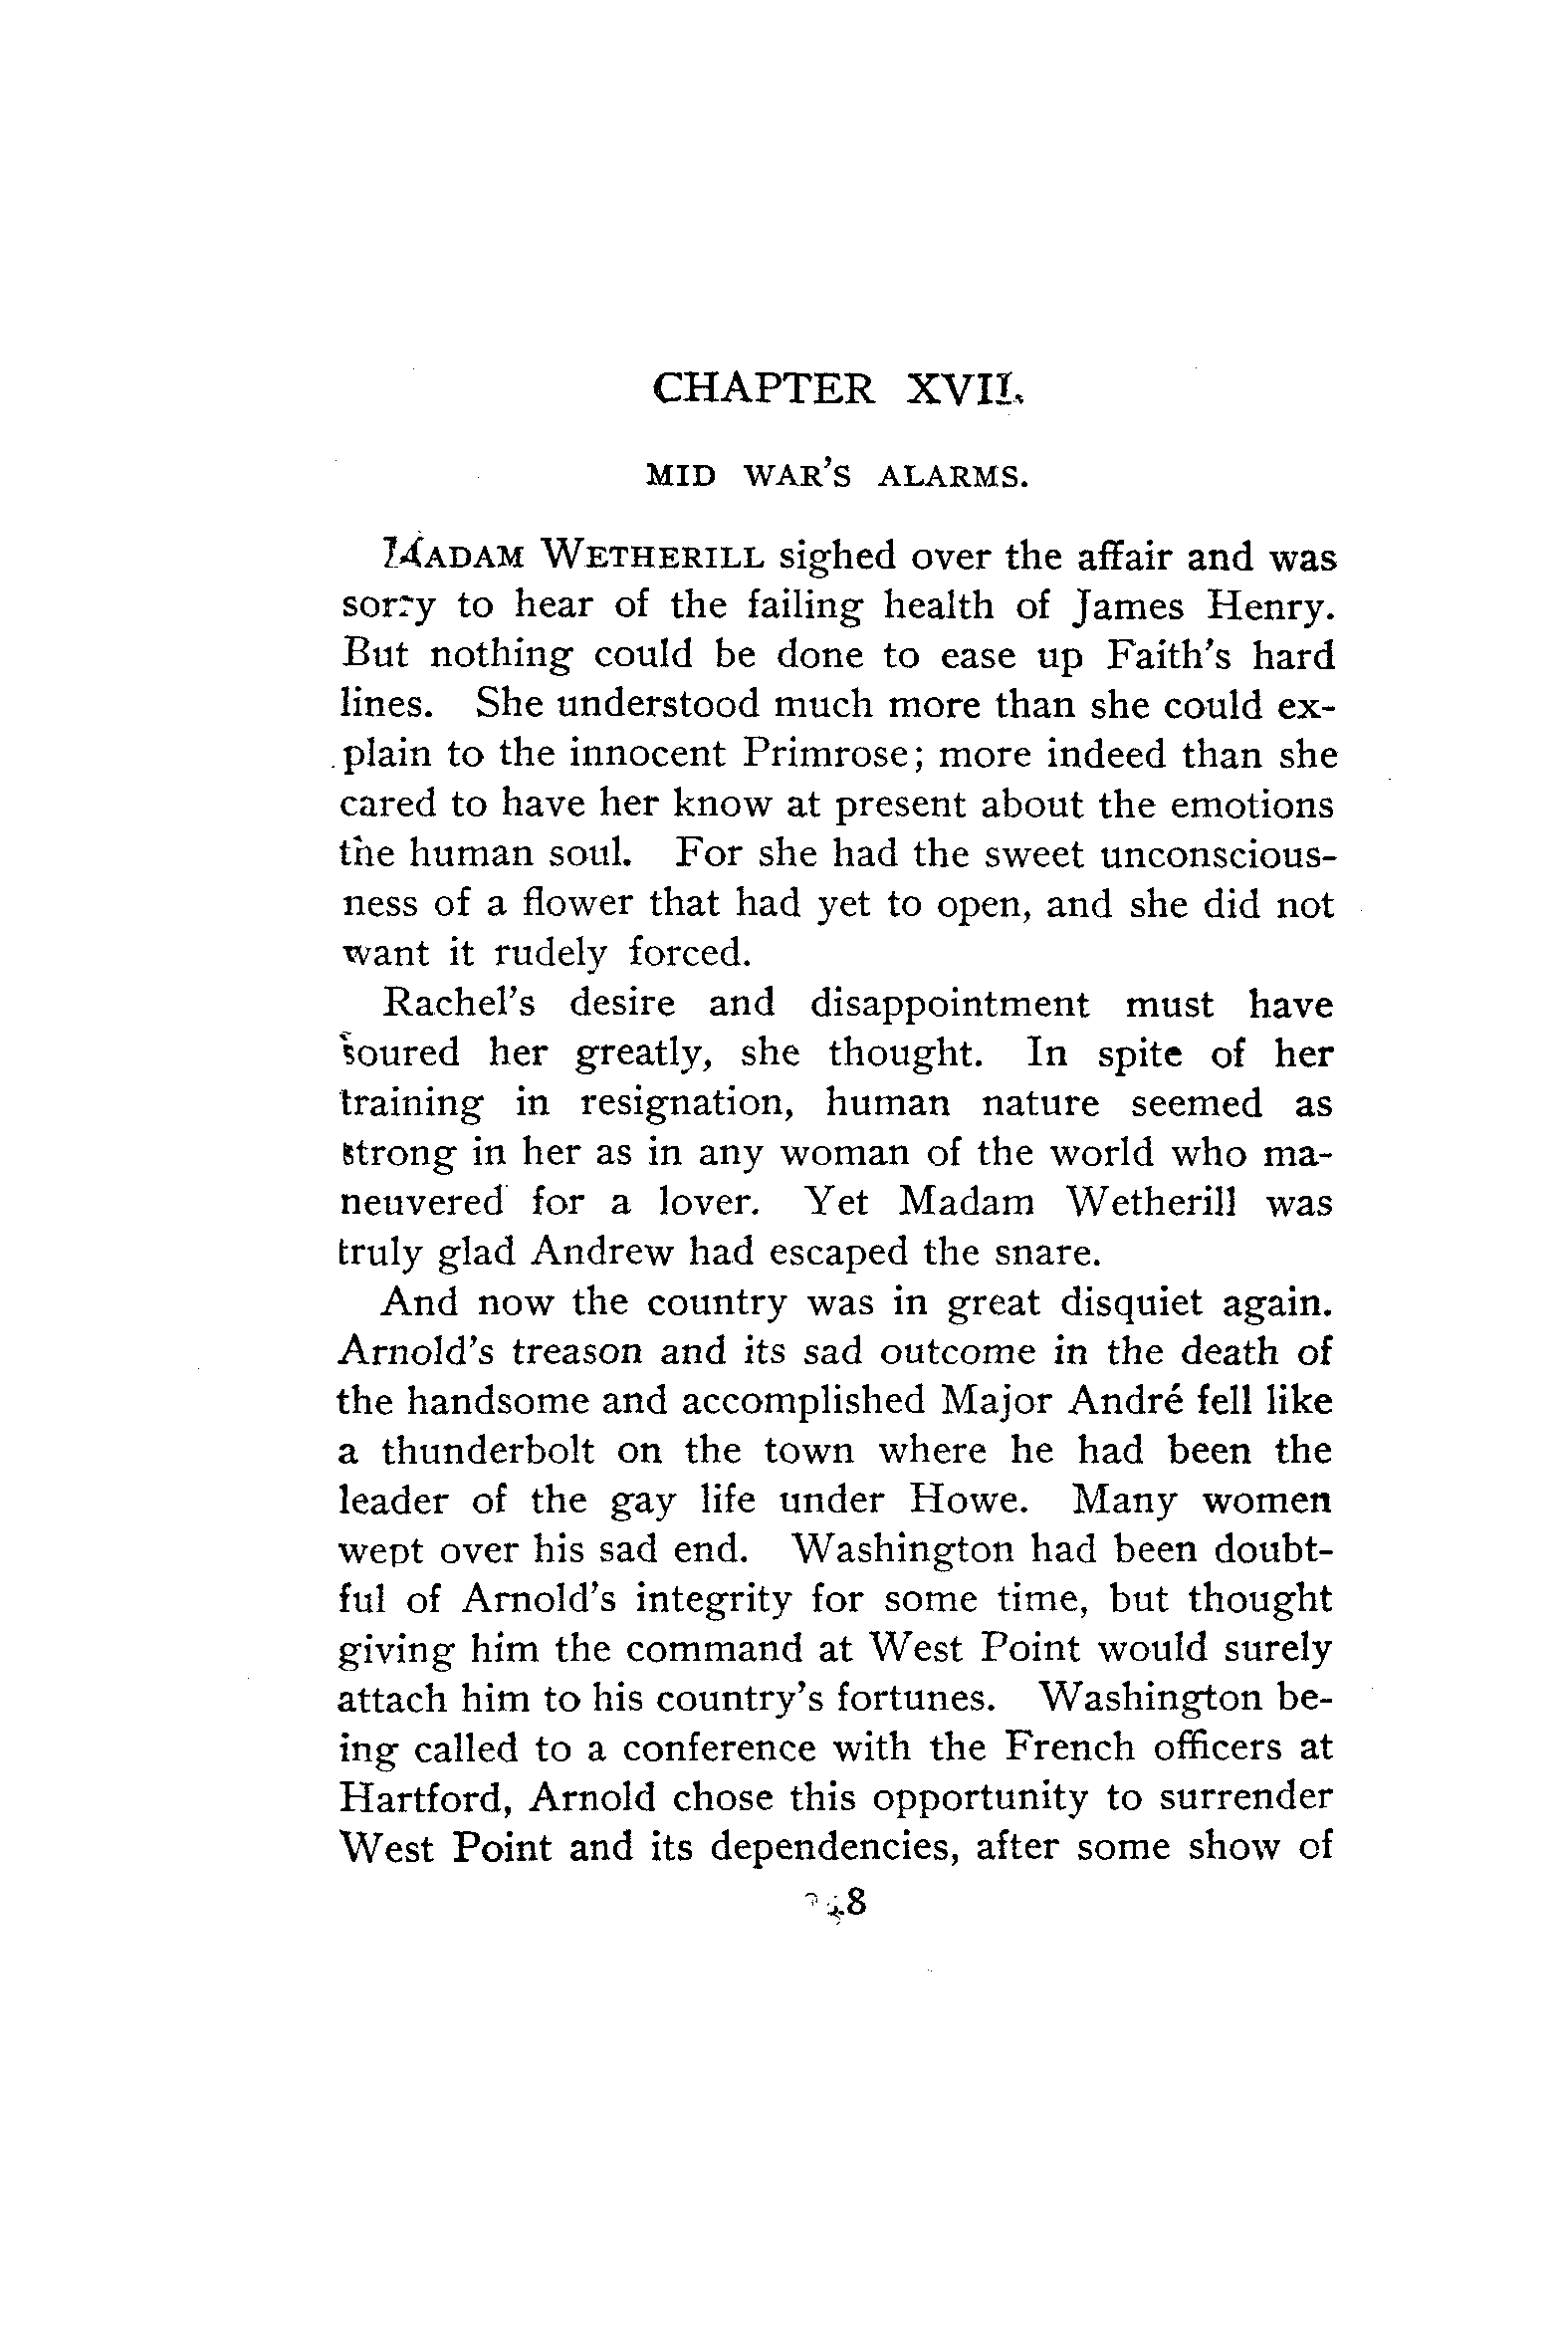 CHAPTER XVII.
MID WAR'S ALARMS.
MADAM WETHERILL sighed over the affair and was
sorry to hear of the failing health of James Henry.
But nothing could be done to ease up Faith's hard
lines. She understood much more than she could ex-
plain to the innocent Primrose; more indeed than she
cared to have her know at present about the emotions
the human soul. For she had the sweet unconscious-
ness of a flower that had yet to open, and she did not
want it rudely forced.
Rachel's desire and disappointment must have
soured her greatly, she thought. In spite of her
training in resignation, human nature seemed as
strong in her as in any woman of the world who ma-
neuvered for a lover. Yet Madam Wetherill was
truly glad Andrew had escaped the snare.
And now the country was in great disquiet again.
Arnold's treason and its sad outcome in the death of
the handsome and accomplished Major André fell like
a thunderbolt on the town where he had been the
leader of the gay life under Howe. Many women
wept over his sad end. Washington had been doubt-
ful of Arnold's integrity for some time, but thought
giving him the command at West Point would surely
attach him to his country's fortunes. Washington be-
ing called to a conference with the French officers at
Hartford, Arnold chose this opportunity to surrender
West Point and its dependencies, after some show of